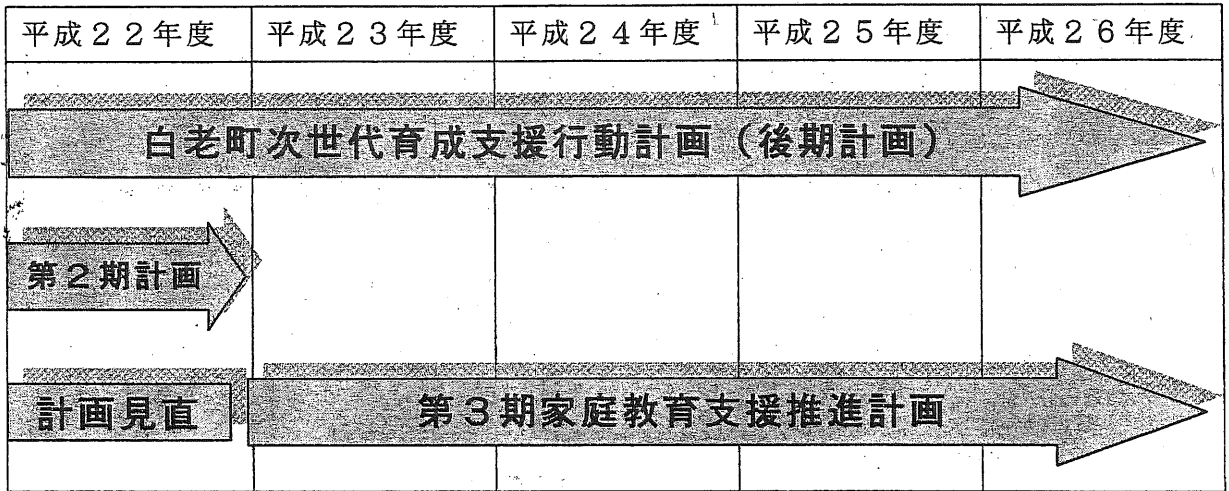 平成２２年度 平成２３年度 平成２４年度 平成２５年度 平成２６年度
白老町次世代育成支援行動計画（後期計画）
第２期計画
計画見直 第３期家庭教育支援推進計画